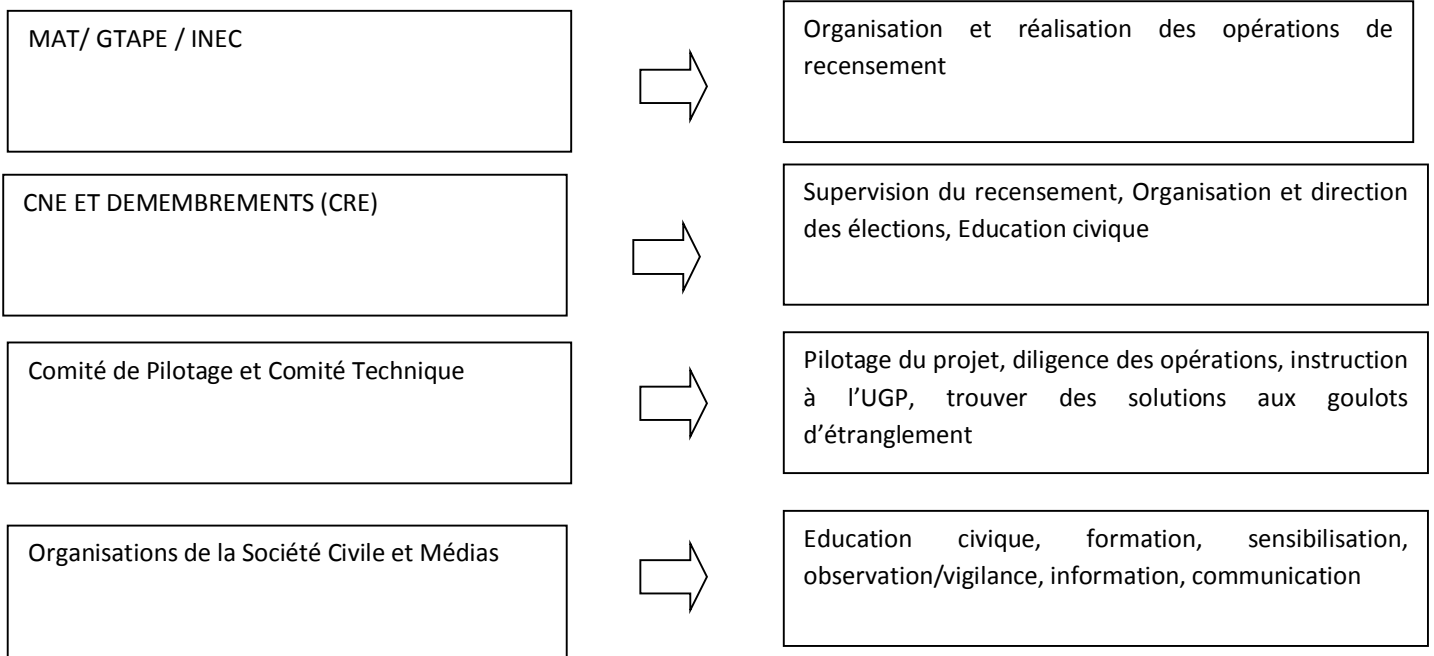 MAT/ GTAPE / INEC
Organisation et réalisation des opérations de
recensement
CNE ET DEMEMBREMENTS (CRE)
Supervision du recensement, Organisation et direction
des élections, Education civique
Comité de Pilotage et Comité Technique
Pilotage du projet, diligence des opérations, instruction
à l’UGP, trouver des solutions aux goulots
d’étranglement
Organisations de la Société Civile et Médias
Education civique, formation, sensibilisation,
observation/vigilance, information, communication